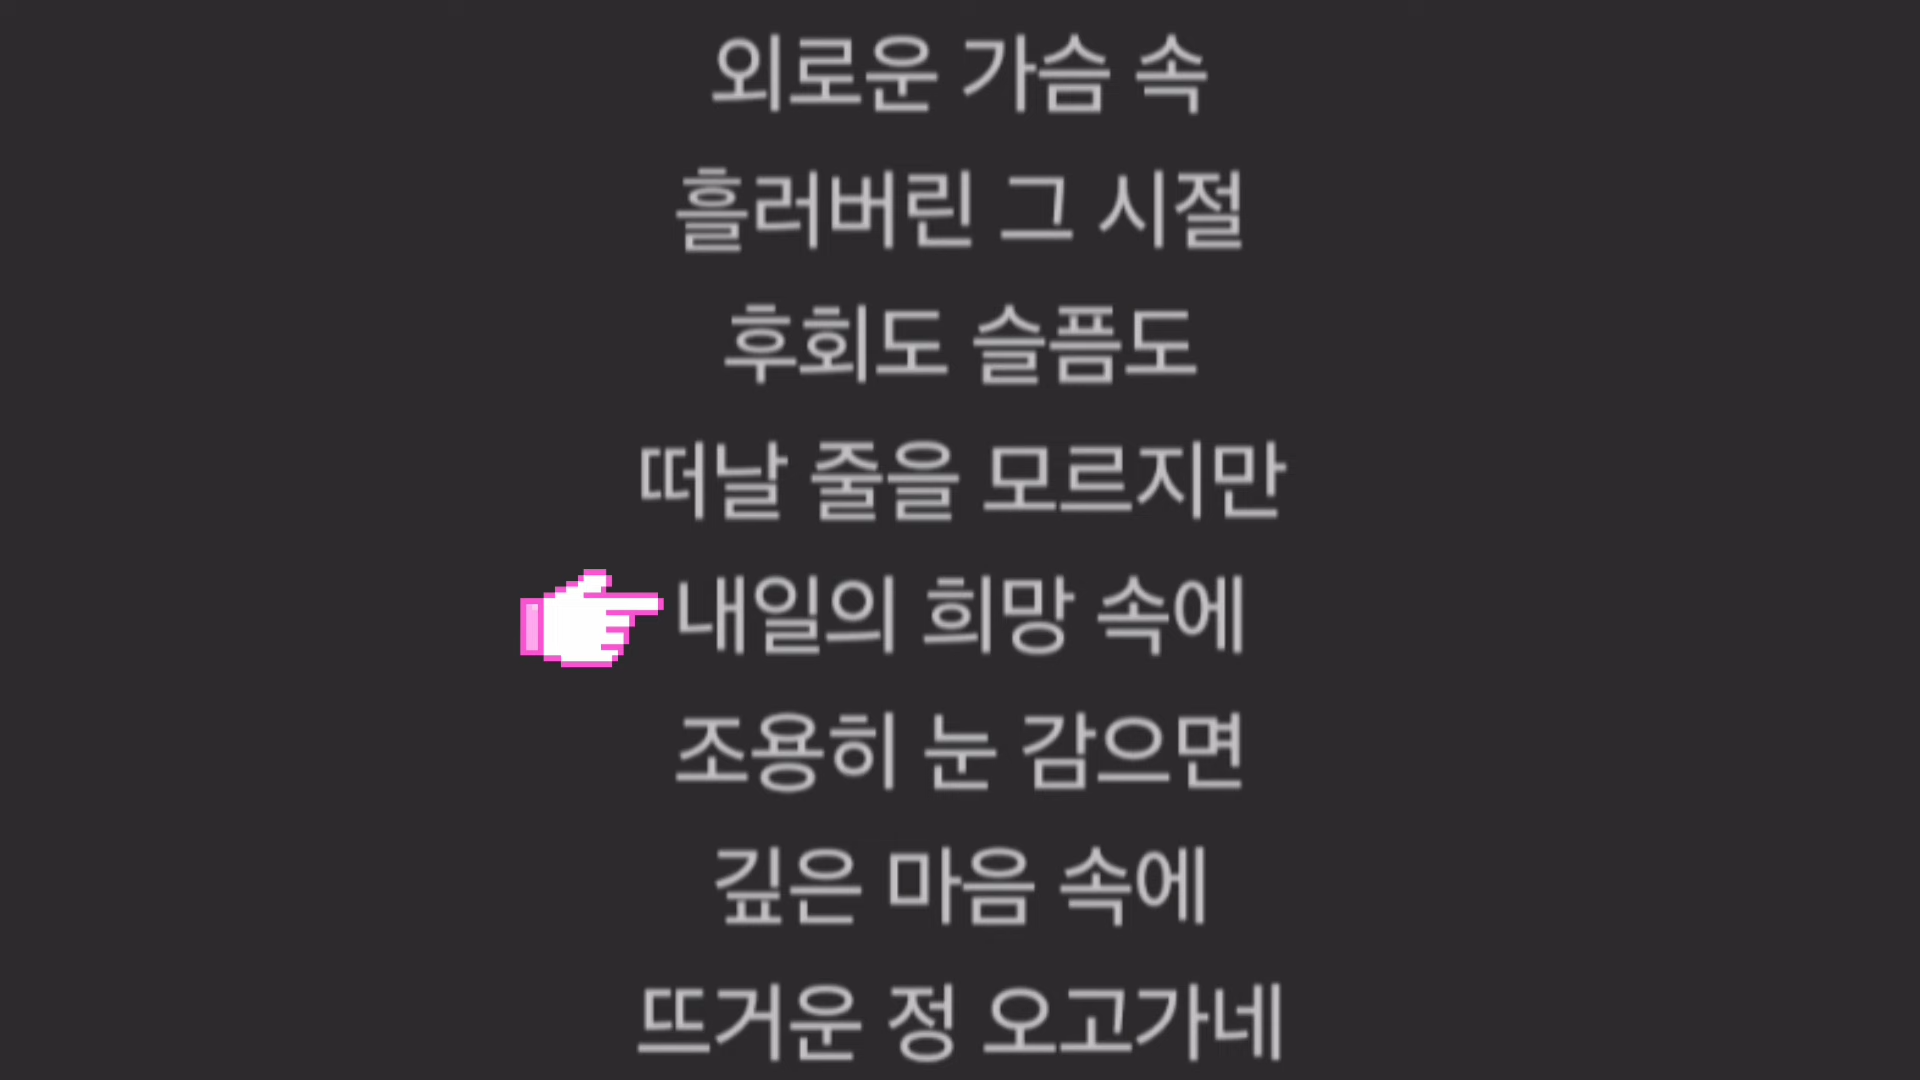 외로운 가슴 속
흘러버린 그 시절
후회도 슬픔도
떠날 줄을 모르지만
내일의 희망 속에
조용히 눈 감으면
깊은 마음 속에
뜨거운 정 오고가네